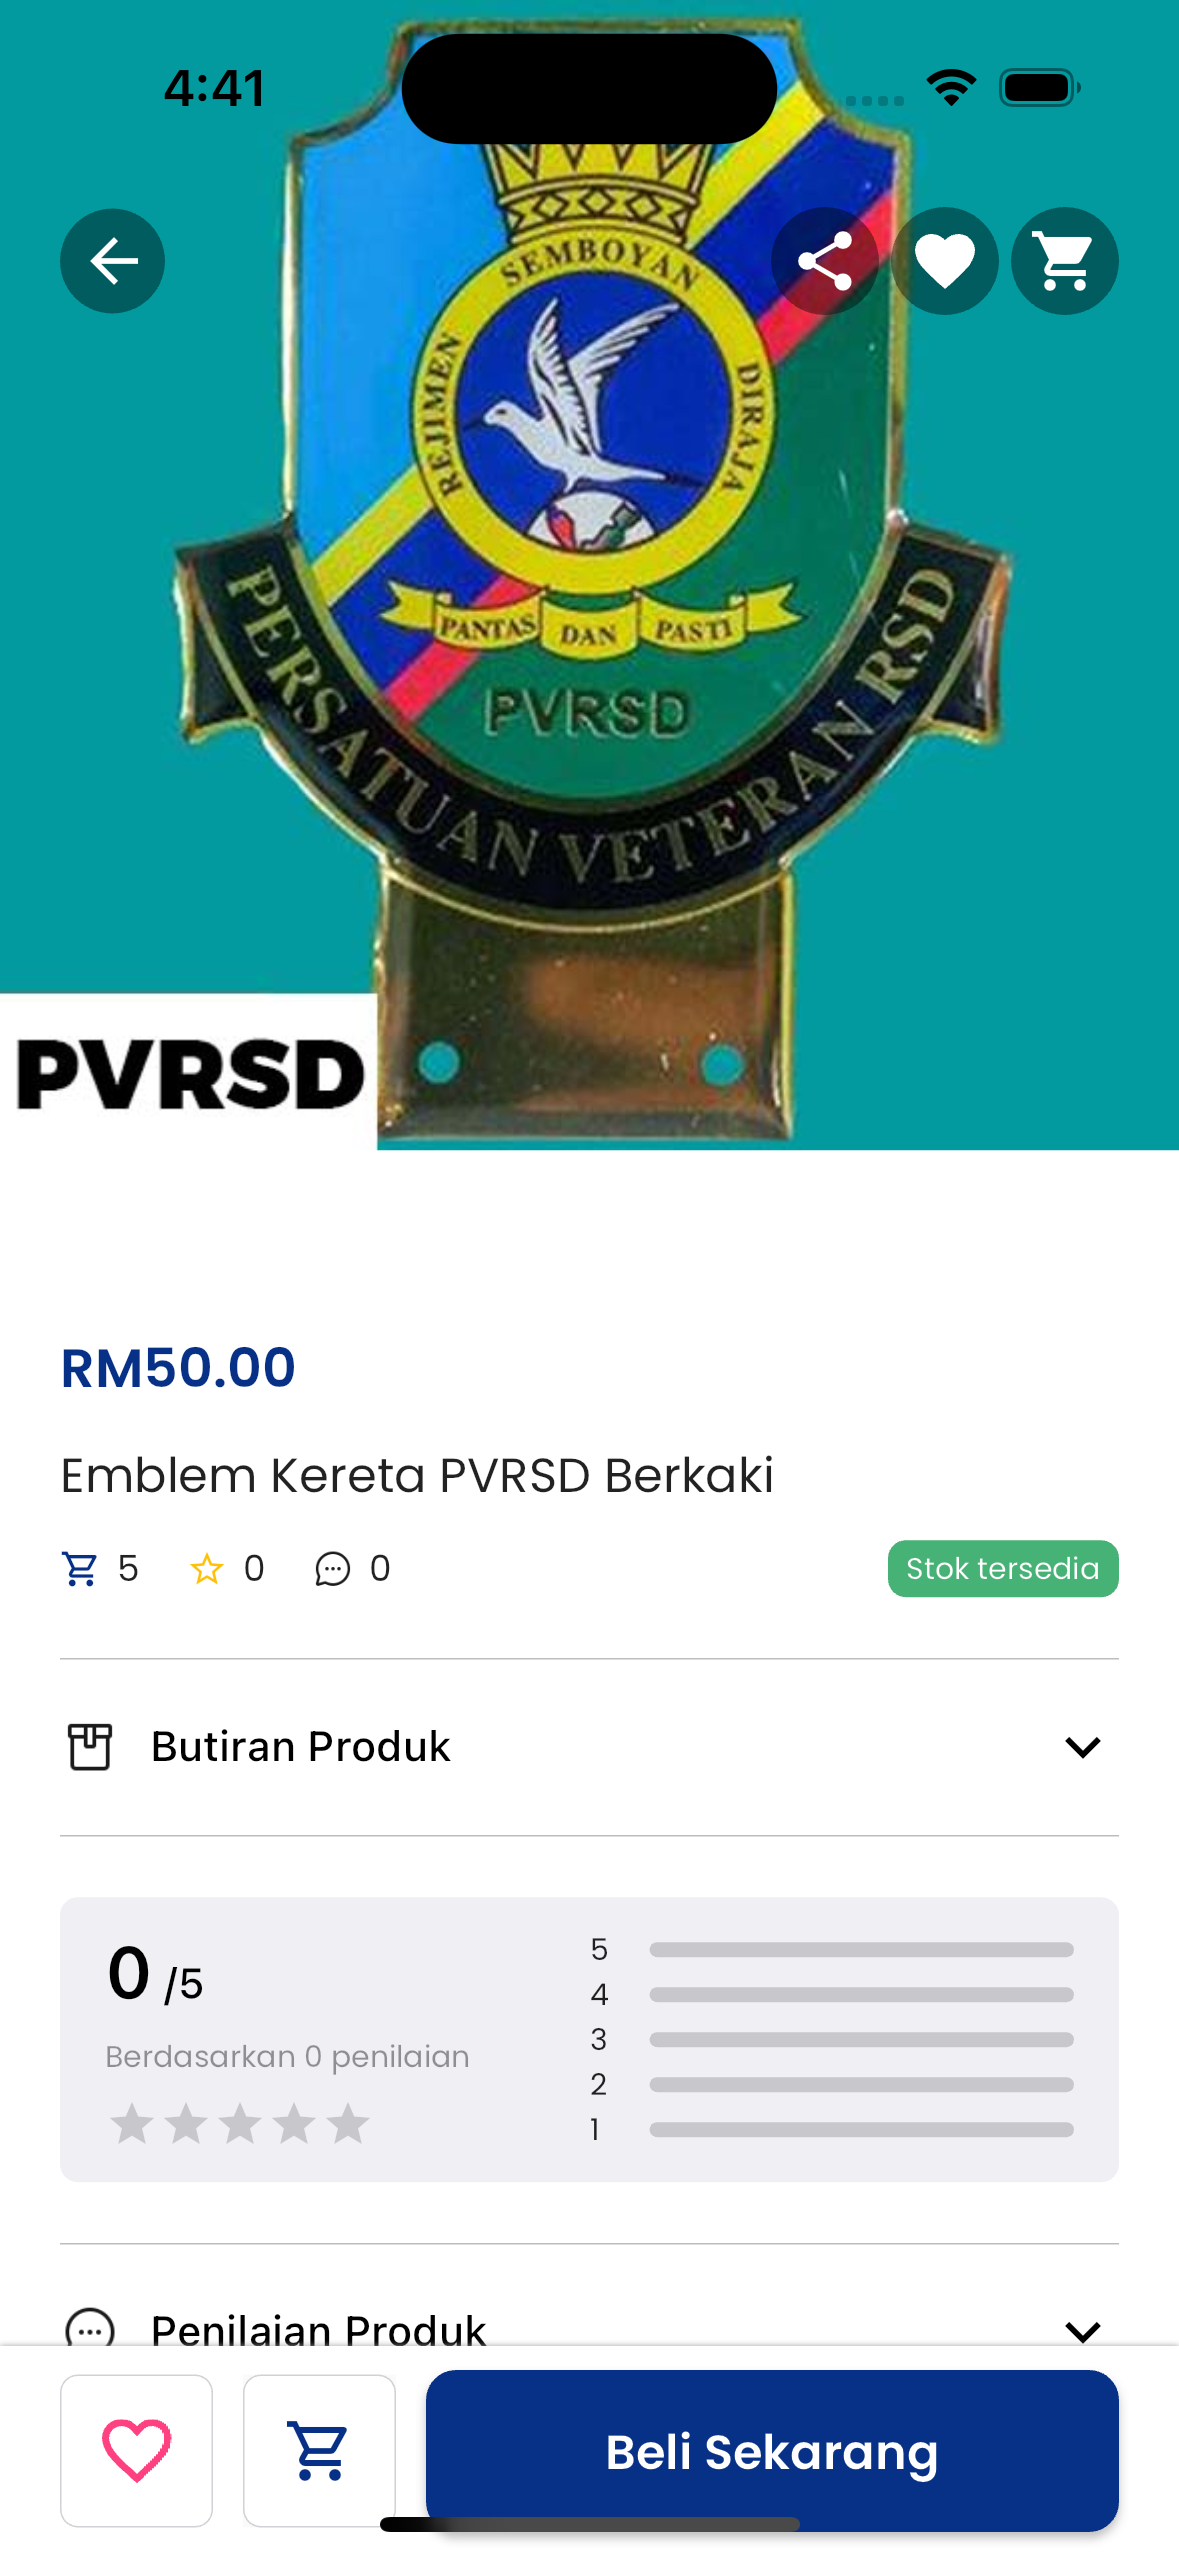 4:41
SEMBOYAN
REJIMEN
DIRAJA
PANTAS DAN PASTI
PVRSD
PERSATUAN VETERAN RSD
PVRSD
RM50.00
Emblem Kereta PVRSD Berkaki
5 0 0 Stok tersedia
Butiran Produk
0 /5
Berdasarkan 0 penilaian
5
4
3
2
1
Penilaian Produk
Beli Sekarang